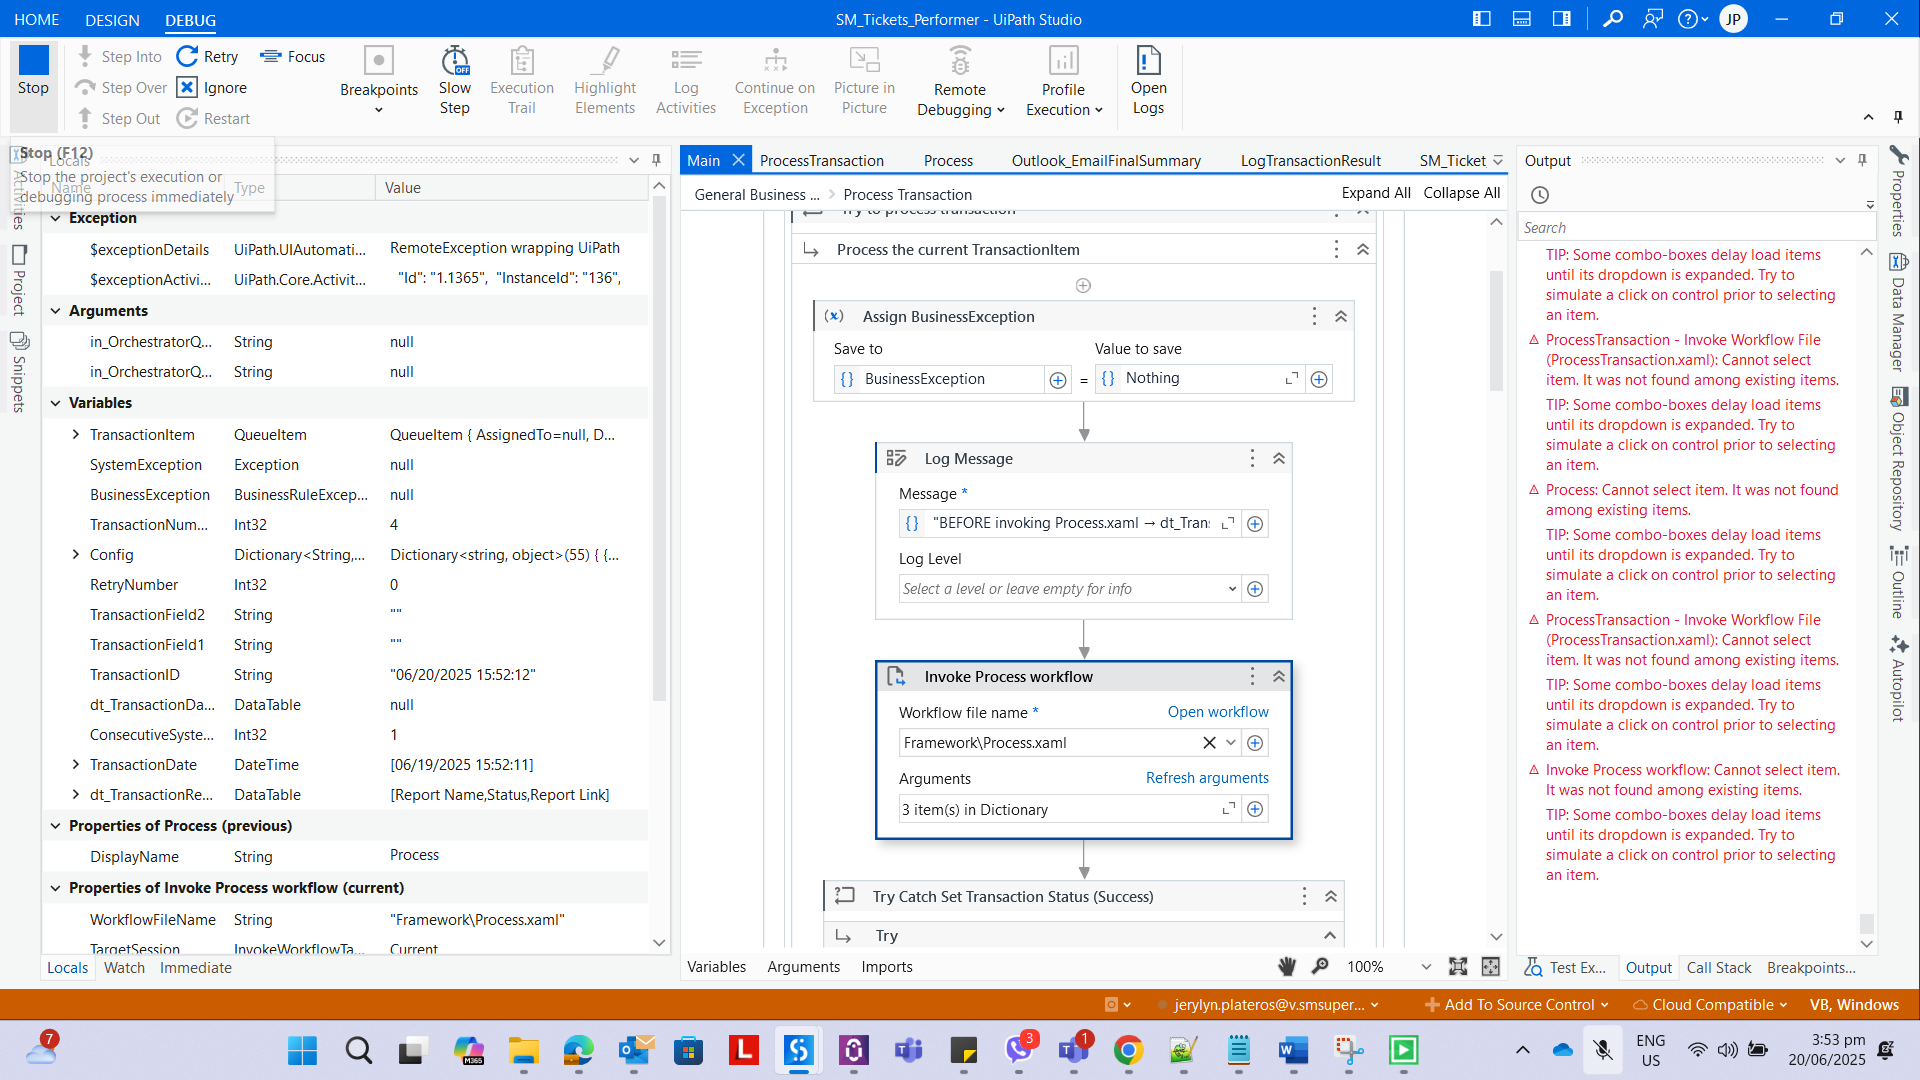 HOME
DESIGN
DEBUG
SM_Tickets_Performer - UiPath Studio
JP
Stop
Step Into
Step Over
Step Out
Retry
Ignore
Restart
Focus
Breakpoints
OFF
Slow
Step
Execution
Trail
Highlight
Elements
Log
Activities
Continue on
Exception
Picture in
Picture
Remote
Debugging
Profile
Execution
Open
Logs
Stop (F12)
Stop the project's execution or
debugging process immediately
Locals
Name
Type
Value
Activities
Project
Snippets
Exception
$exceptionDetails UiPath.UIAutomati... RemoteException wrapping UiPath
$exceptionActivi... UiPath.Core.Activit... "Id": "1.1365", "InstanceId": "136",
Arguments
in_OrchestratorQ... String null
in_OrchestratorQ... String null
Variables
TransactionItem QueueItem QueueItem { AssignedTo=null, D...
SystemException Exception null
BusinessException BusinessRuleExcep... null
TransactionNum... Int32 4
Config Dictionary<String,... Dictionary<string, object>(55) { {...
RetryNumber Int32 0
TransactionField2 String ""
TransactionField1 String ""
TransactionID String "06/20/2025 15:52:12"
dt_TransactionDa... DataTable null
ConsecutiveSyste... Int32 1
TransactionDate DateTime [06/19/2025 15:52:11]
dt_TransactionRe... DataTable [Report Name,Status,Report Link]
Properties of Process (previous)
DisplayName String Process
Properties of Invoke Process workflow (current)
WorkflowFileName String "Framework\Process.xaml"
TargetSession InvokeWorkflowTa... Current
Locals
Watch
Immediate
Main
ProcessTransaction
Process
Outlook_EmailFinalSummary
LogTransactionResult
SM_Ticket
General Business ...
Process Transaction
Expand All
Collapse All
Try to process transaction
Process the current TransactionItem
(x) Assign BusinessException
Save to
Value to save
{} BusinessException
=
{} Nothing
Log Message
Message *
{} "BEFORE invoking Process.xaml → dt_Trans
Log Level
Select a level or leave empty for info
Invoke Process workflow
Workflow file name *
Open workflow
Framework\Process.xaml
Arguments
Refresh arguments
3 item(s) in Dictionary
Try Catch Set Transaction Status (Success)
Try
Variables
Arguments
Imports
100%
Output
Search
TIP: Some combo-boxes delay load items
until its dropdown is expanded. Try to
simulate a click on control prior to selecting
an item.
ProcessTransaction - Invoke Workflow File
(ProcessTransaction.xaml): Cannot select
item. It was not found among existing items.
TIP: Some combo-boxes delay load items
until its dropdown is expanded. Try to
simulate a click on control prior to selecting
an item.
Process: Cannot select item. It was not found
among existing items.
TIP: Some combo-boxes delay load items
until its dropdown is expanded. Try to
simulate a click on control prior to selecting
an item.
ProcessTransaction - Invoke Workflow File
(ProcessTransaction.xaml): Cannot select
item. It was not found among existing items.
TIP: Some combo-boxes delay load items
until its dropdown is expanded. Try to
simulate a click on control prior to selecting
an item.
Invoke Process workflow: Cannot select item.
It was not found among existing items.
TIP: Some combo-boxes delay load items
until its dropdown is expanded. Try to
simulate a click on control prior to selecting
an item.
Test Ex...
Output
Call Stack
Breakpoints...
Properties
Data Manager
Object Repository
Outline
Autopilot
jerylyn.plateros@v.smsuper...
Add To Source Control
Cloud Compatible
VB, Windows
7
M365
3
1
ENG
US
3:53 pm
20/06/2025